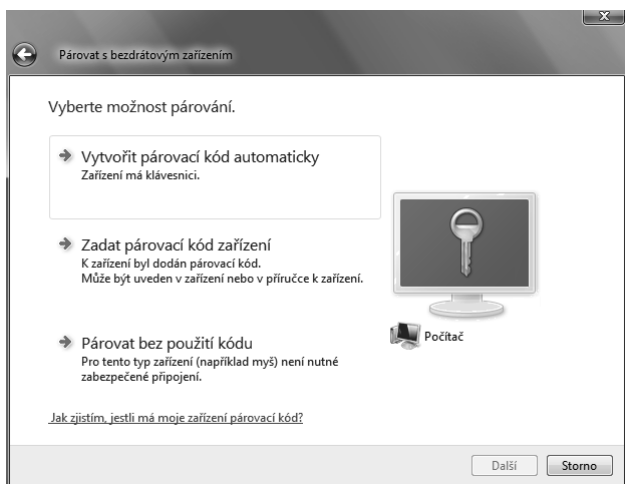 Párovat s bezdrátovým zařízením
Vyberte možnost párování.
Vytvořit párovací kód automaticky
Zařízení má klávesnici.
Zadat párovací kód zařízení
K zařízení byl dodán párovací kód.
Může být uveden v zařízení nebo v příručce k zařízení.
Počítač
Párovat bez použití kódu
Pro tento typ zařízení (například myš) není nutné
zabezpečené připojení.
Jak zjistím, jestli má moje zařízení párovací kód?
Další
Storno